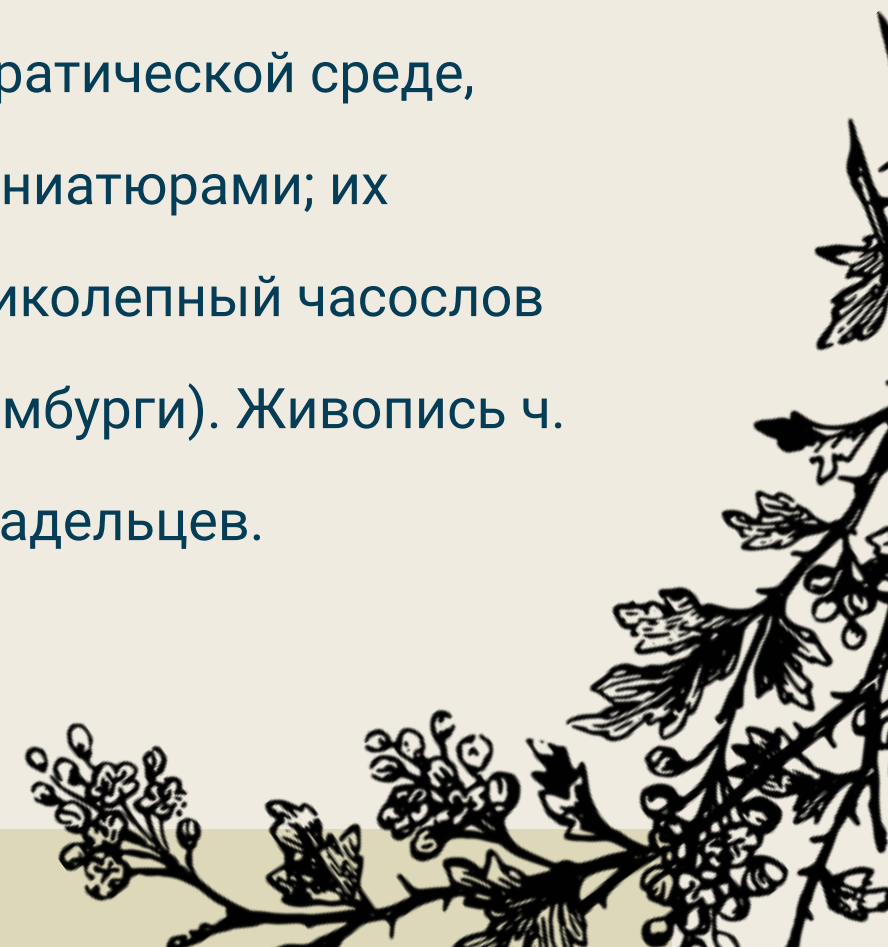 ратической среде,
ниатюрами; их
иколепный часослов
мбурги). Живопись ч.
адельцев.